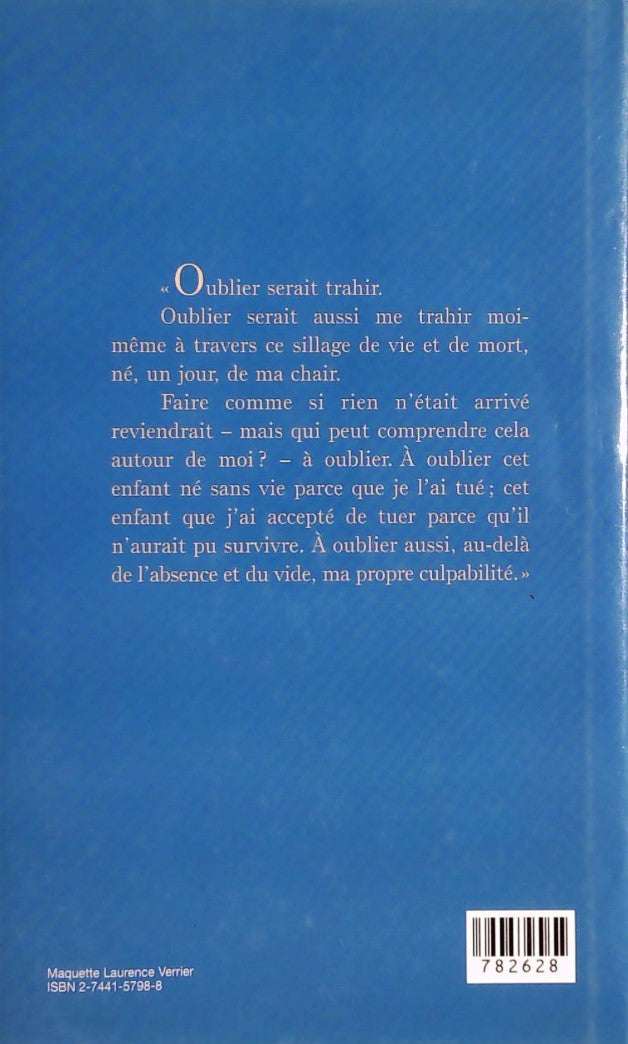 « Oublier serait trahir.
Oublier serait aussi me trahir moi-
même à travers ce sillage de vie et de mort,
né, un jour, de ma chair.
Faire comme si rien n’était arrivé
reviendrait – mais qui peut comprendre cela
autour de moi ? – à oublier. À oublier cet
enfant né sans vie parce que je l’ai tué ; cet
enfant que j’ai accepté de tuer parce qu’il
n’aurait pu survivre. À oublier aussi, au-delà
de l’absence et du vide, ma propre culpabilité. »
Maquette Laurence Verrier
ISBN 2-7441-5798-8
782628